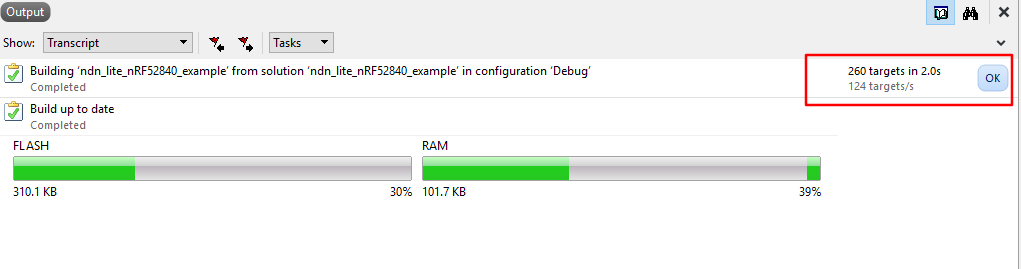 Output
Show: Transcript Tasks
Building ‘ndn_lite_nRF52840_example’ from solution ‘ndn_lite_nRF52840_example’ in configuration ‘Debug’
Completed
260 targets in 2.0s
124 targets/s
OK
Build up to date
Completed
FLASH
310.1 KB 30%
RAM
101.7 KB 39%